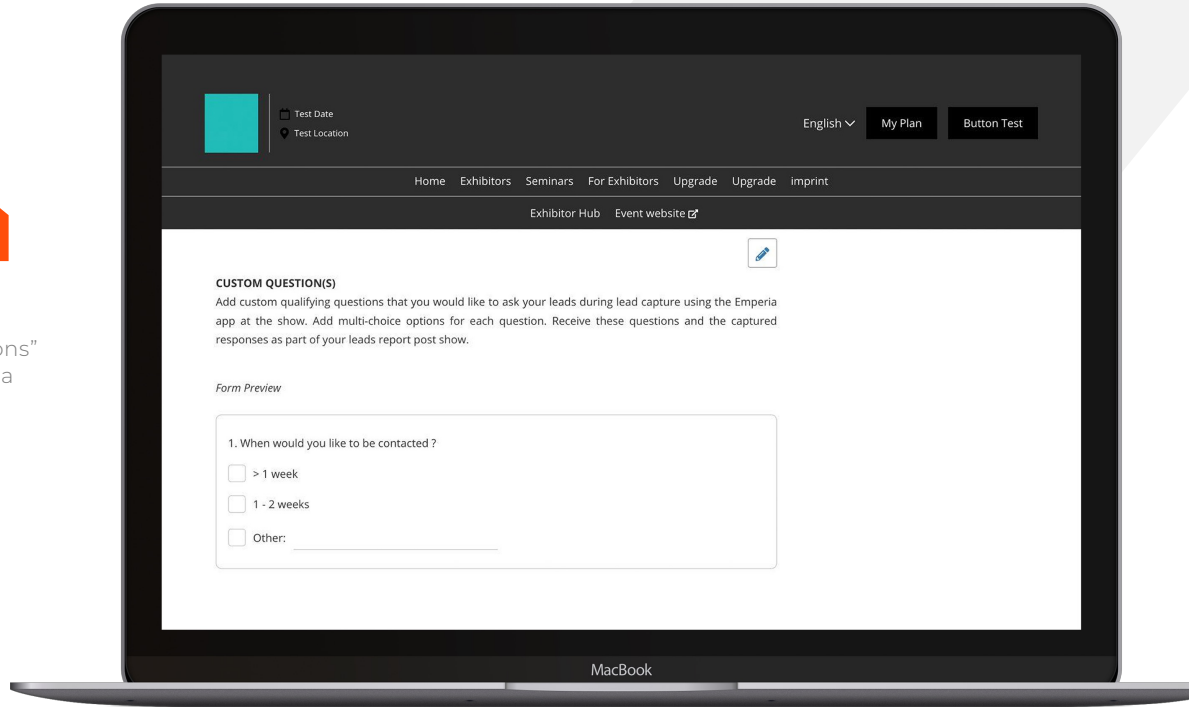 ons”
a
Test Date
Test Location
English
My Plan
Button Test
Home Exhibitors Seminars For Exhibitors Upgrade Upgrade imprint
Exhibitor Hub Event website
CUSTOM QUESTION(S)
Add custom qualifying questions that you would like to ask your leads during lead capture using the Emperia
app at the show. Add multi-choice options for each question. Receive these questions and the captured
responses as part of your leads report post show.
Form Preview
1. When would you like to be contacted ?
> 1 week
1 - 2 weeks
Other:
MacBook